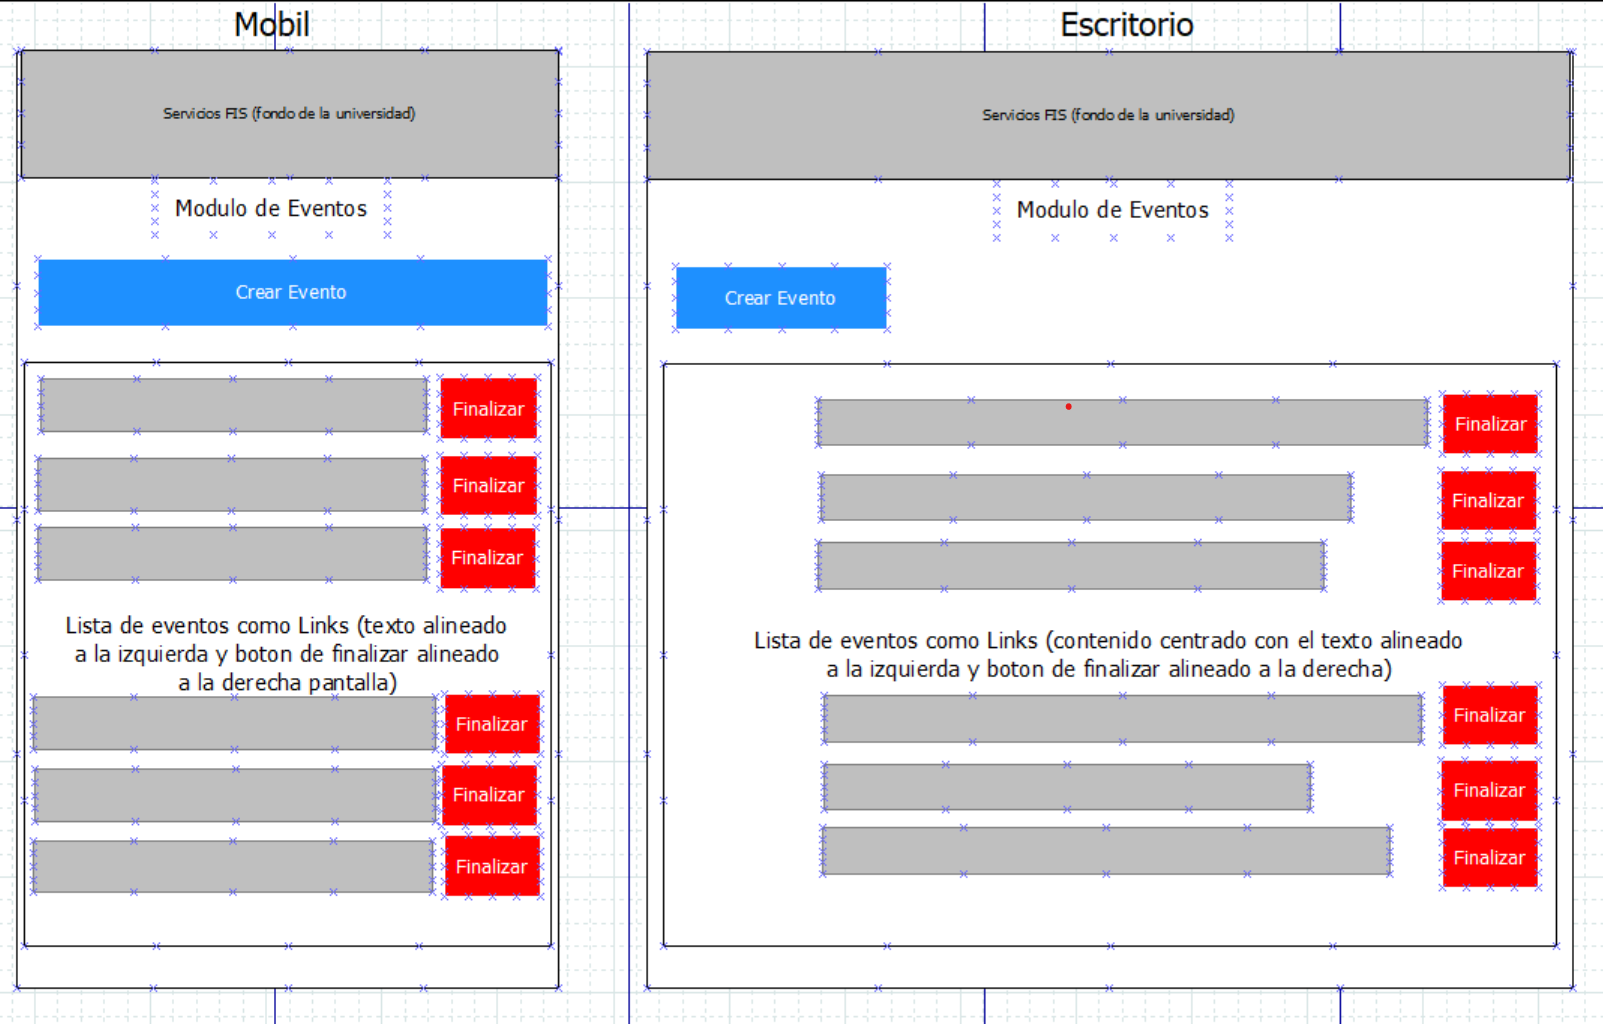 Mobil
Servicios FIS (fondo de la universidad)
Modulo de Eventos
Crear Evento
Finalizar
Finalizar
Finalizar
Lista de eventos como Links (texto alineado
a la izquierda y boton de finalizar alineado
a la derecha pantalla)
Finalizar
Finalizar
Finalizar
Escritorio
Servicios FIS (fondo de la universidad)
Modulo de Eventos
Crear Evento
Finalizar
Finalizar
Finalizar
Lista de eventos como Links (contenido centrado con el texto alineado
a la izquierda y boton de finalizar alineado a la derecha)
Finalizar
Finalizar
Finalizar